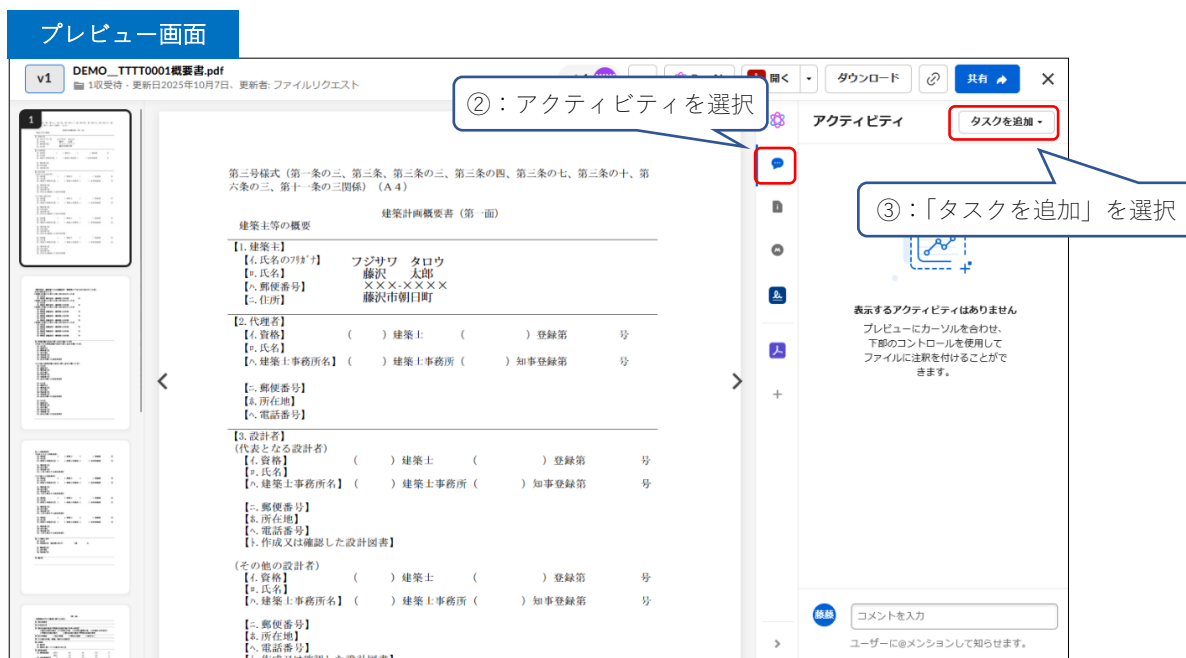 プレビュー画面
v1
DEMO__TTTT0001概要書.pdf
1収受待・更新日2025年10月7日、更新者: ファイルリクエスト
開く
ダウンロード
共有
②：アクティビティを選択
アクティビティ
タスクを追加
③：「タスクを追加」を選択
1
第三号様式（第一条の三、第三条、第三条の三、第三条の四、第三条の七、第三条の十、第
六条の三、第十一条の三関係）（A４）
建築計画概要書（第一面）
建築主等の概要
【1.建築主】
【イ.氏名のフリガナ】 フジサワ タロウ
【ロ.氏名】 藤沢 太郎
【ハ.郵便番号】 ×××-××××
【ニ.住所】 藤沢市朝日町
【2.代理者】
【イ.資格】 （ ）建築士 （ ）登録第 号
【ロ.氏名】
【ハ.建築士事務所名】（ ）建築士事務所（ ）知事登録第 号
【ニ.郵便番号】
【ホ.所在地】
【ヘ.電話番号】
【3.設計者】
(代表となる設計者)
【イ.資格】 （ ）建築士 （ ）登録第 号
【ロ.氏名】
【ハ.建築士事務所名】（ ）建築士事務所（ ）知事登録第 号
【ニ.郵便番号】
【ホ.所在地】
【ヘ.電話番号】
【ト.作成又は確認した設計図書】
(その他の設計者)
【イ.資格】 （ ）建築士 （ ）登録第 号
【ロ.氏名】
【ハ.建築士事務所名】（ ）建築士事務所（ ）知事登録第 号
【ニ.郵便番号】
【ホ.所在地】
【ヘ.電話番号】
表示するアクティビティはありません
プレビューにカーソルを合わせ、
下部のコントロールを使用して
ファイルに注釈を付けることがで
きます。
藤藤
コメントを入力
ユーザーに@メンションして知らせます。